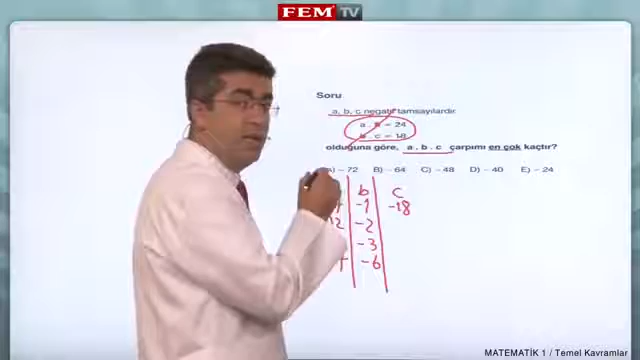 FEM TV
Soru
a, b, c negatif tamsayılardır.
a . b = 24
b . c = 18
olduğuna göre, a . b . c çarpımı en çok kaçtır?
A) – 72 B) – 64 C) – 48 D) – 40 E) – 24
b c
-1 -18
12 -2
-3
-6
MATEMATİK 1 / Temel Kavramlar